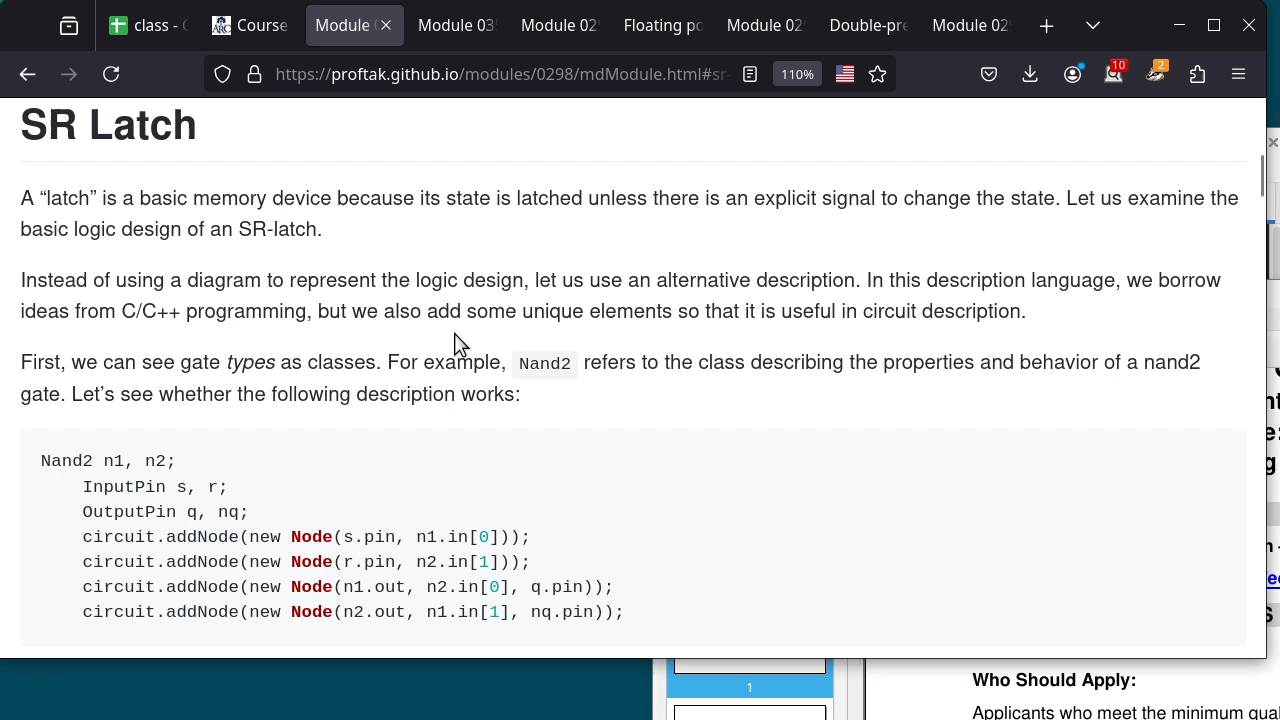 class - G
Course
Module 0
Module 035
Module 029
Floating po
Module 029
Double-pre
Module 029
https://proftak.github.io/modules/0298/mdModule.html#sr-
110%
10
2
SR Latch
A “latch” is a basic memory device because its state is latched unless there is an explicit signal to change the state. Let us examine the
basic logic design of an SR-latch.
Instead of using a diagram to represent the logic design, let us use an alternative description. In this description language, we borrow
ideas from C/C++ programming, but we also add some unique elements so that it is useful in circuit description.
First, we can see gate types as classes. For example, Nand2 refers to the class describing the properties and behavior of a nand2
gate. Let’s see whether the following description works:
Nand2 n1, n2;
InputPin s, r;
OutputPin q, nq;
circuit.addNode(new Node(s.pin, n1.in[0]));
circuit.addNode(new Node(r.pin, n2.in[1]));
circuit.addNode(new Node(n1.out, n2.in[0], q.pin));
circuit.addNode(new Node(n2.out, n1.in[1], nq.pin));
1
Who Should Apply:
Applicants who meet the minimum qual